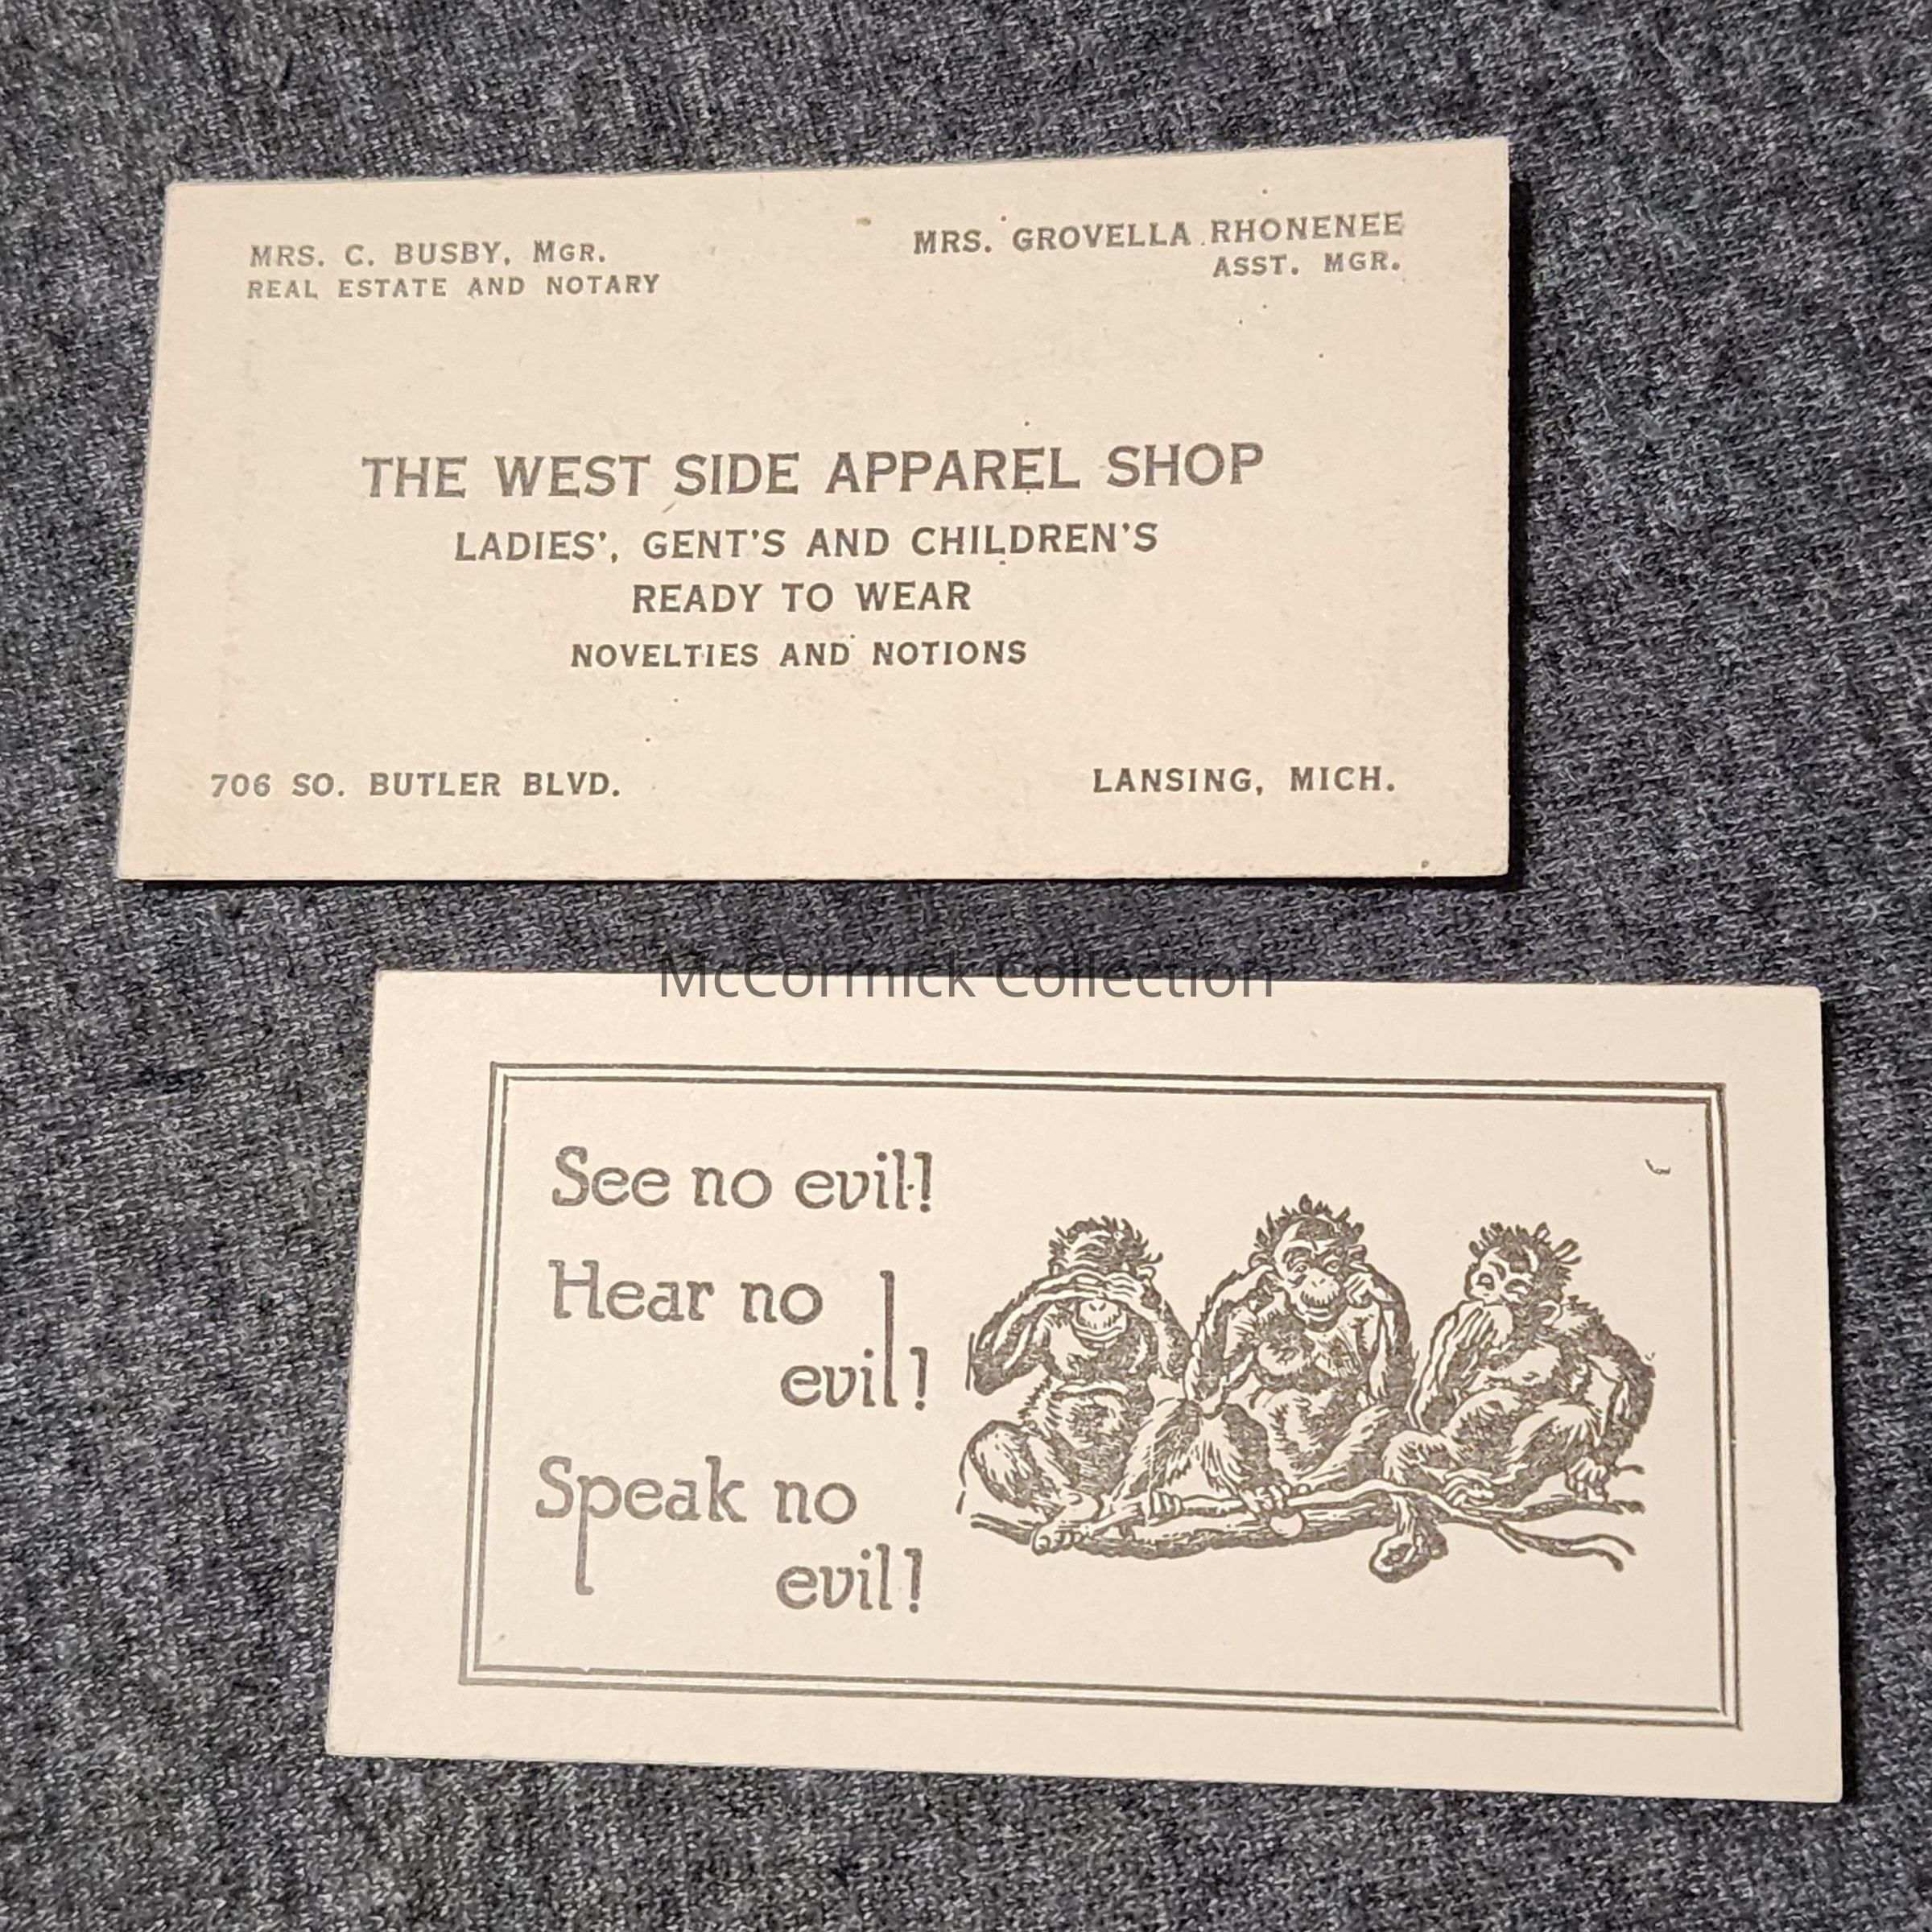 MRS. C. BUSBY, MGR.
REAL ESTATE AND NOTARY
MRS. GROVELLA RHONENEE
ASST. MGR.
THE WEST SIDE APPAREL SHOP
LADIES', GENT'S AND CHILDREN'S
READY TO WEAR
NOVELTIES AND NOTIONS
706 SO. BUTLER BLVD.
LANSING, MICH.
McCormick Collection
See no evil!
Hear no
evil!
Speak no
evil!